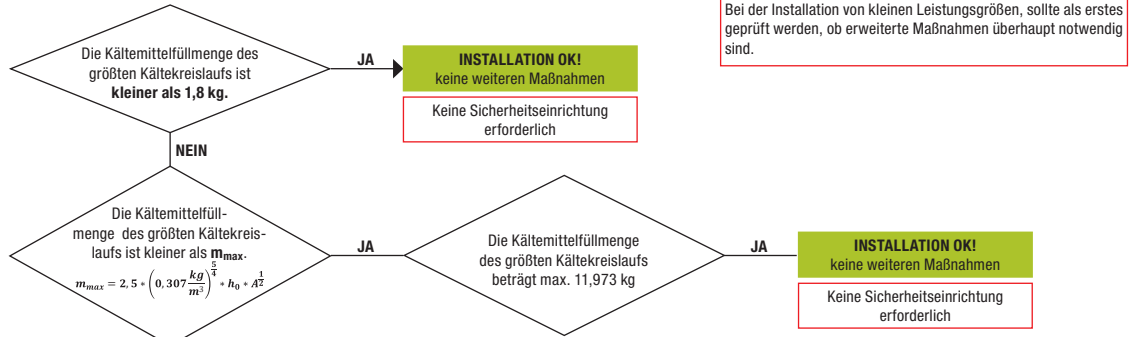 Bei der Installation von kleinen Leistungsgrößen, sollte als erstes
geprüft werden, ob erweiterte Maßnahmen überhaupt notwendig
sind.
Die Kältemittelfüllmenge des
größten Kältekreislaufs ist
kleiner als 1,8 kg.
JA
INSTALLATION OK!
keine weiteren Maßnahmen
Keine Sicherheitseinrichtung
erforderlich
NEIN
Die Kältemittelfüll-
menge des größten Kältekreis-
laufs ist kleiner als m_max.
m_max = 2,5 * (0,307 kg/m³)^(5/4) * h₀ * A^(1/2)
JA
Die Kältemittelfüllmenge
des größten Kältekreislaufs
beträgt max. 11,973 kg
JA
INSTALLATION OK!
keine weiteren Maßnahmen
Keine Sicherheitseinrichtung
erforderlich